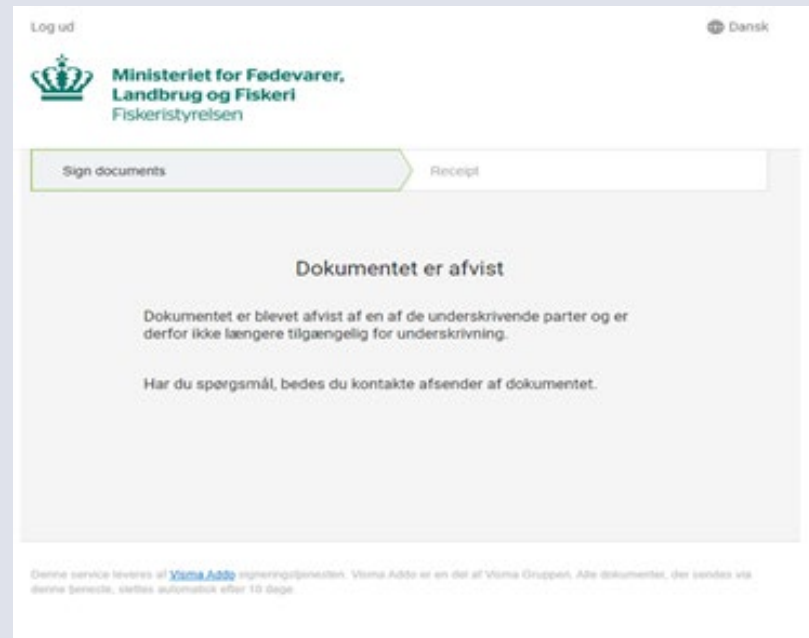 Log ud
Dansk
Ministeriet for Fødevarer,
Landbrug og Fiskeri
Fiskeristyrelsen
Sign documents
Receipt
Dokumentet er afvist
Dokumentet er blevet afvist af en af de underskrivende parter og er
derfor ikke længere tilgængelig for underskrivning.
Har du spørgsmål, bedes du kontakte afsender af dokumentet.
Denne service leveres af Visma Addo signeringstjenesten. Visma Addo er en del af Visma Gruppen. Alle dokumenter, der sendes via
denne tjeneste, slettes automatisk efter 10 dage.